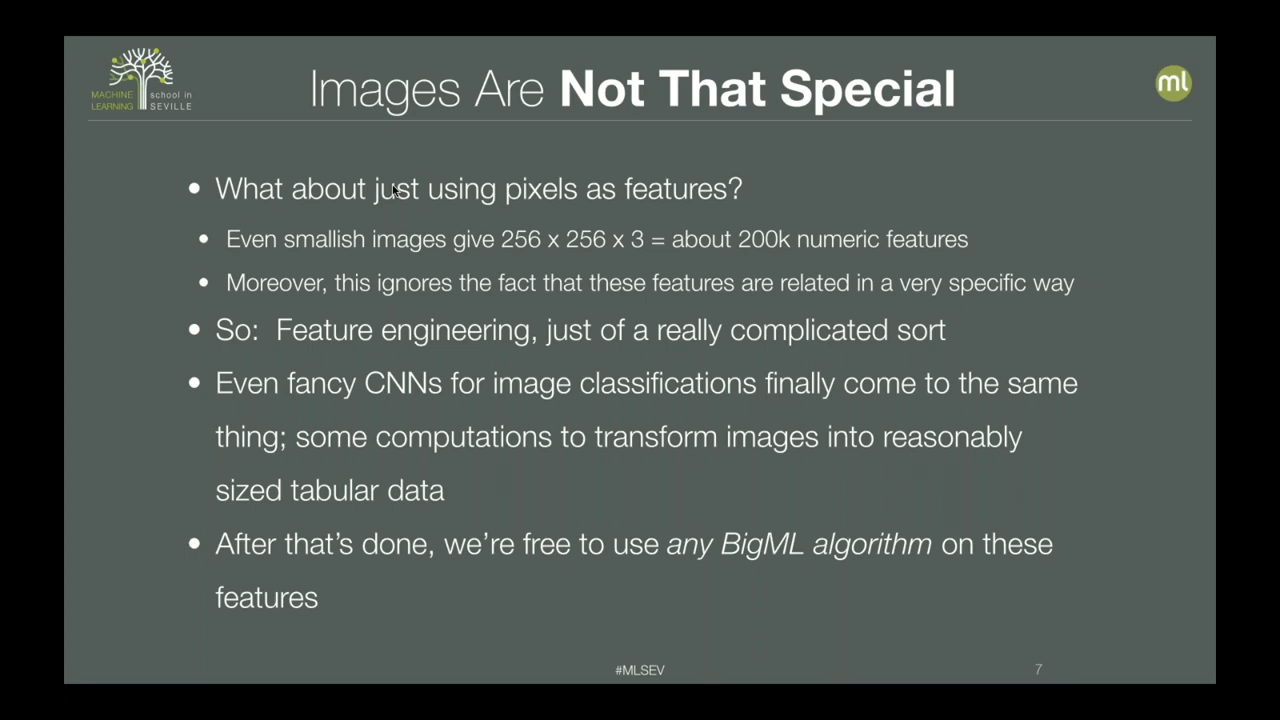 MACHINE LEARNING
school in SEVILLE
Images Are Not That Special
ml
• What about just using pixels as features?
• Even smallish images give 256 x 256 x 3 = about 200k numeric features
• Moreover, this ignores the fact that these features are related in a very specific way
• So:  Feature engineering, just of a really complicated sort
• Even fancy CNNs for image classifications finally come to the same
thing; some computations to transform images into reasonably
sized tabular data
• After that’s done, we’re free to use any BigML algorithm on these
features
#MLSEV
7